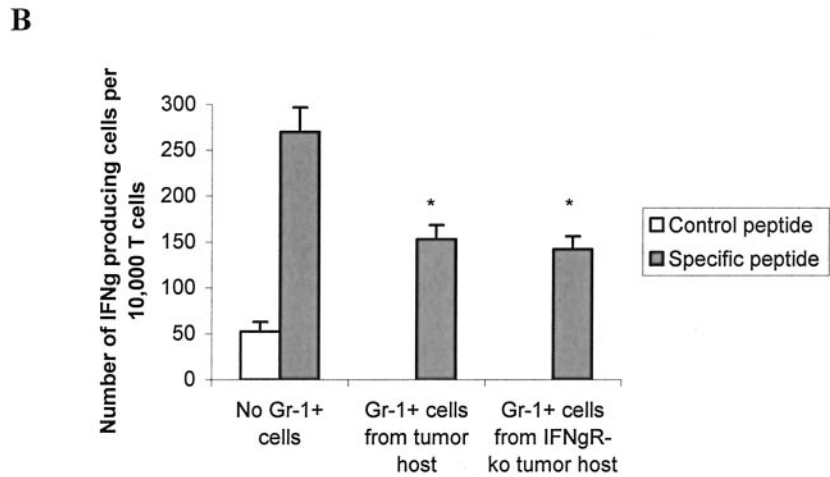 B
Number of IFNg producing cells per
10,000 T cells
300
250
200
150
100
50
0
*
*
No Gr-1+
cells
Gr-1+ cells
from tumor
host
Gr-1+ cells
from IFNgR-
ko tumor host
Control peptide
Specific peptide